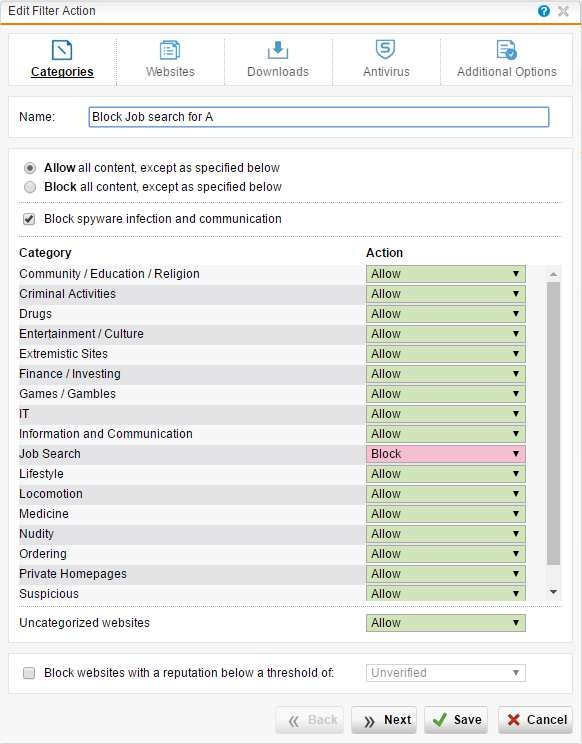 Edit Filter Action
Categories Websites Downloads Antivirus Additional Options
Name: Block Job search for A
Allow all content, except as specified below
Block all content, except as specified below
Block spyware infection and communication
Category Action
Community / Education / Religion Allow
Criminal Activities Allow
Drugs Allow
Entertainment / Culture Allow
Extremistic Sites Allow
Finance / Investing Allow
Games / Gambles Allow
IT Allow
Information and Communication Allow
Job Search Block
Lifestyle Allow
Locomotion Allow
Medicine Allow
Nudity Allow
Ordering Allow
Private Homepages Allow
Suspicious Allow
Uncategorized websites Allow
Block websites with a reputation below a threshold of: Unverified
Back Next Save Cancel